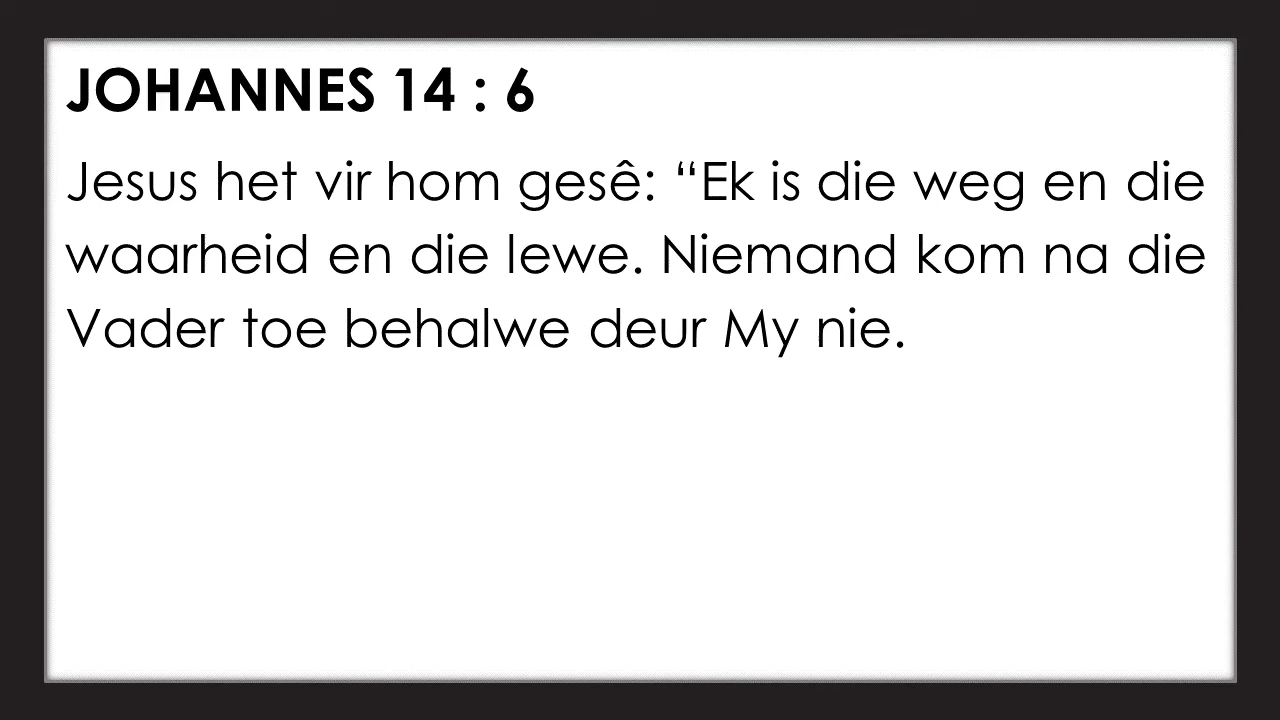 JOHANNES 14 : 6
Jesus het vir hom gesê: “Ek is die weg en die
waarheid en die lewe. Niemand kom na die
Vader toe behalwe deur My nie.